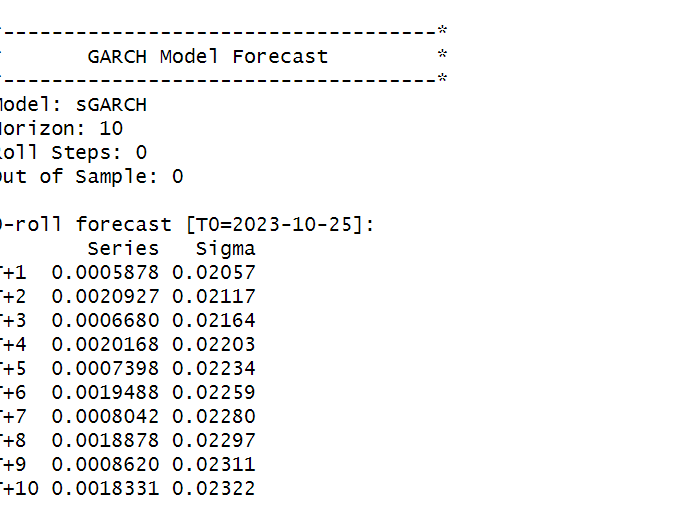 ------------------------------------*
GARCH Model Forecast *
------------------------------------*
Model: sGARCH
Horizon: 10
Roll Steps: 0
Out of Sample: 0
0-roll forecast [T0=2023-10-25]:
Series Sigma
T+1 0.0005878 0.02057
T+2 0.0020927 0.02117
T+3 0.0006680 0.02164
T+4 0.0020168 0.02203
T+5 0.0007398 0.02234
T+6 0.0019488 0.02259
T+7 0.0008042 0.02280
T+8 0.0018878 0.02297
T+9 0.0008620 0.02311
T+10 0.0018331 0.02322